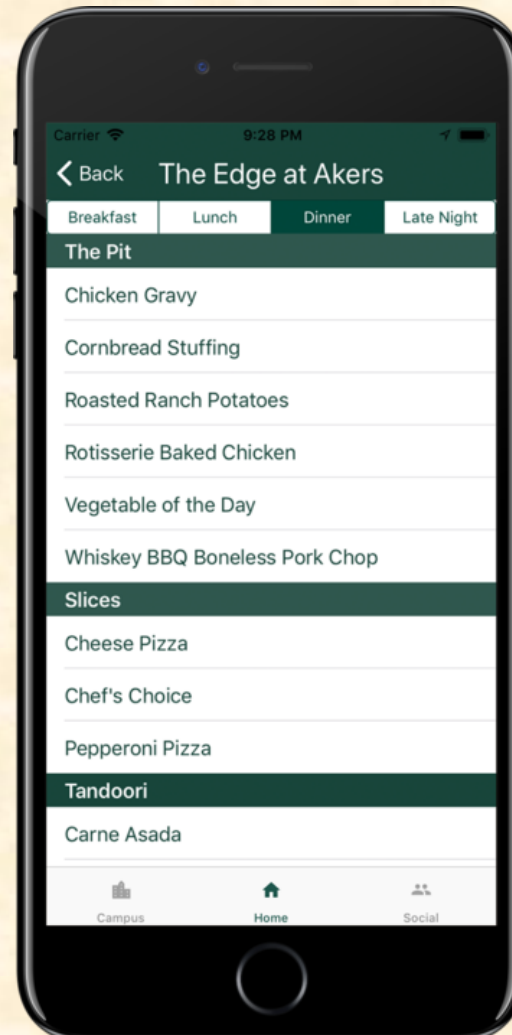 Carrier 9:28 PM
Back The Edge at Akers
Breakfast Lunch Dinner Late Night
The Pit
Chicken Gravy
Cornbread Stuffing
Roasted Ranch Potatoes
Rotisserie Baked Chicken
Vegetable of the Day
Whiskey BBQ Boneless Pork Chop
Slices
Cheese Pizza
Chef's Choice
Pepperoni Pizza
Tandoori
Carne Asada
Campus Home Social